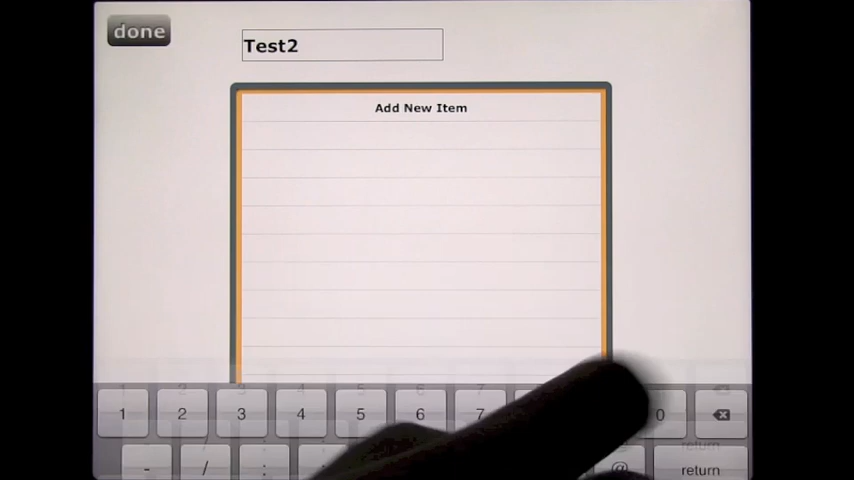 done
Test2
Add New Item
1 2 3 4 5 6 7 0
- / : @ return